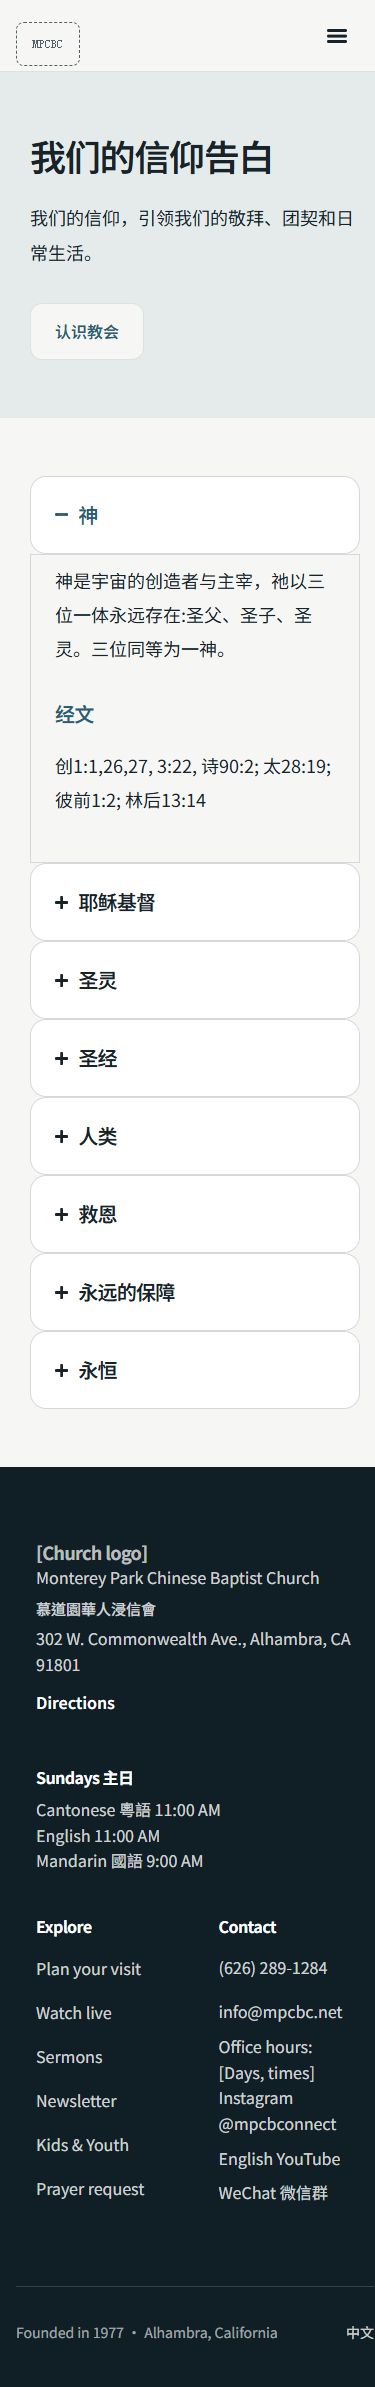 MPCBC
我们的信仰告白
我们的信仰，引领我们的敬拜、团契和日
常生活。
认识教会
神
神是宇宙的创造者与主宰，祂以三
位一体永远存在:圣父、圣子、圣
灵。三位同等为一神。
经文
创1:1,26,27, 3:22, 诗90:2; 太28:19;
彼前1:2; 林后13:14
耶稣基督
圣灵
圣经
人类
救恩
永远的保障
永恒
[Church logo]
Monterey Park Chinese Baptist Church
慕道園華人浸信會
302 W. Commonwealth Ave., Alhambra, CA
91801
Directions
Sundays 主日
Cantonese 粵語 11:00 AM
English 11:00 AM
Mandarin 國語 9:00 AM
Explore
Plan your visit
Watch live
Sermons
Newsletter
Kids & Youth
Prayer request
Contact
(626) 289-1284
info@mpcbc.net
Office hours:
[Days, times]
Instagram
@mpcbconnect
English YouTube
WeChat 微信群
Founded in 1977 · Alhambra, California
中文